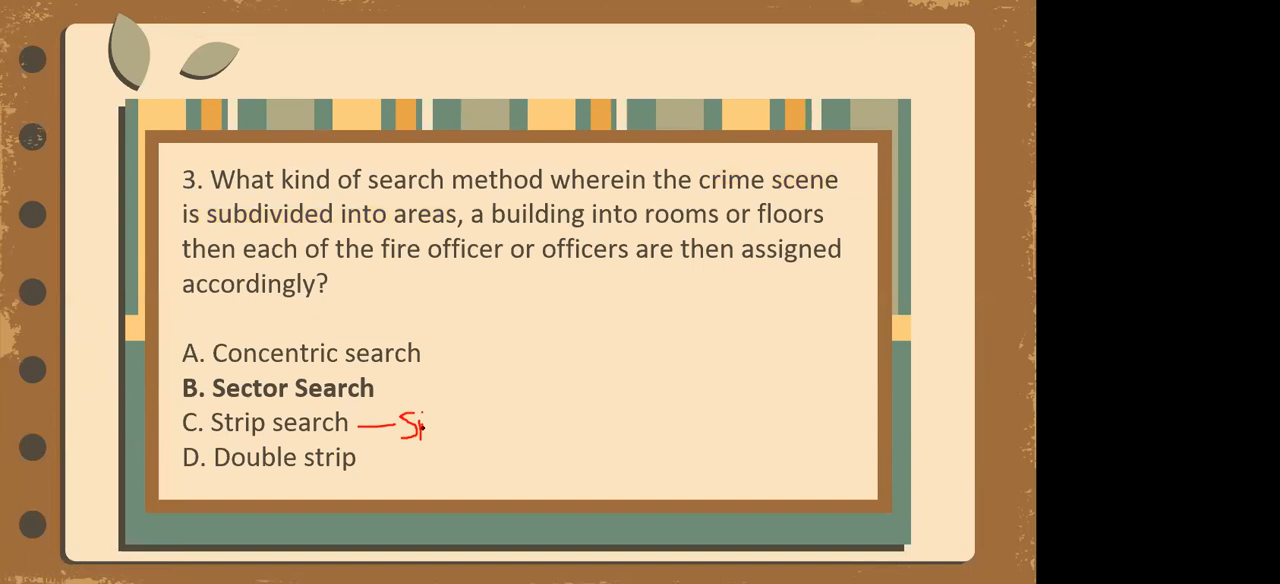 3. What kind of search method wherein the crime scene
is subdivided into areas, a building into rooms or floors
then each of the fire officer or officers are then assigned
accordingly?
A. Concentric search
B. Sector Search
C. Strip search — Si
D. Double strip